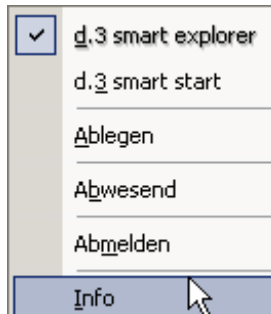 d.3 smart explorer
d.3 smart start
Ablegen
Abwesend
Abmelden
Info